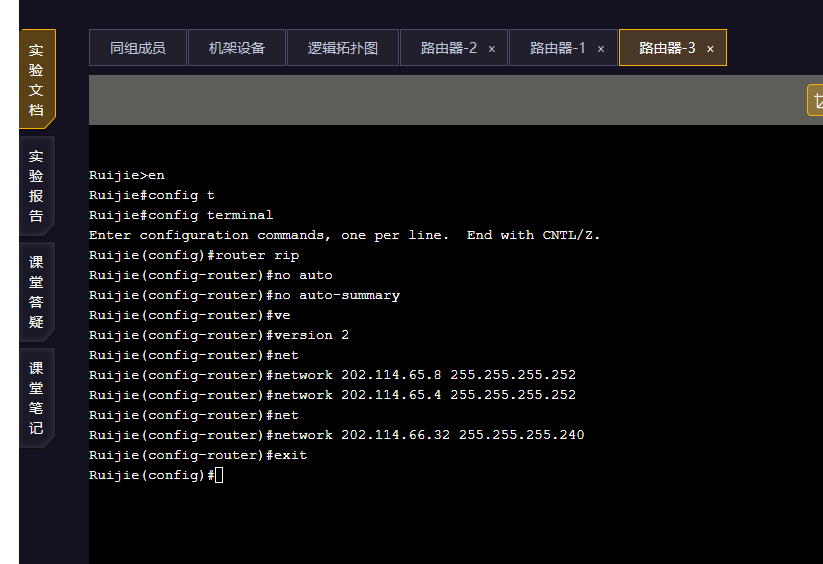 同组成员
机架设备
逻辑拓扑图
路由器-2 ×
路由器-1 ×
路由器-3 ×
实验文档
实验报告
课堂答疑
课堂笔记
Ruijie>en
Ruijie#config t
Ruijie#config terminal
Enter configuration commands, one per line.  End with CNTL/Z.
Ruijie(config)#router rip
Ruijie(config-router)#no auto
Ruijie(config-router)#no auto-summary
Ruijie(config-router)#ve
Ruijie(config-router)#version 2
Ruijie(config-router)#net
Ruijie(config-router)#network 202.114.65.8 255.255.255.252
Ruijie(config-router)#network 202.114.65.4 255.255.255.252
Ruijie(config-router)#net
Ruijie(config-router)#network 202.114.66.32 255.255.255.240
Ruijie(config-router)#exit
Ruijie(config)#